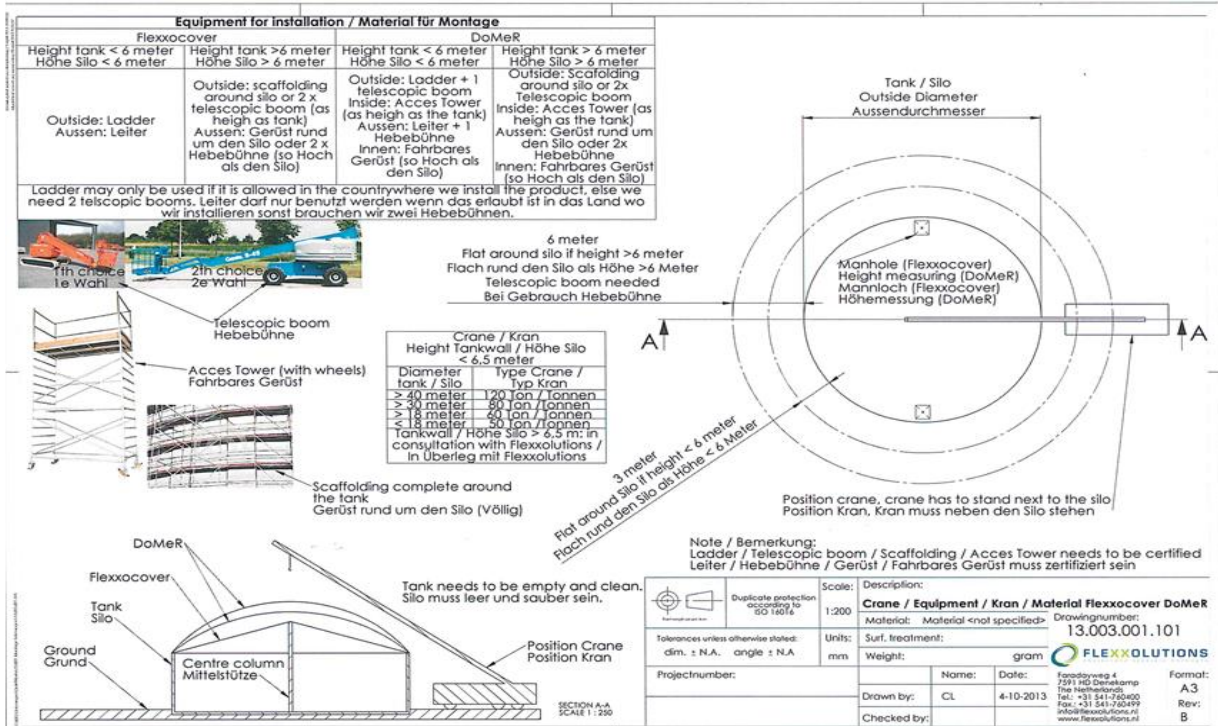 Equipment for installation / Material für Montage
Flexxocover
DoMeR
Height tank < 6 meter
Höhe Silo < 6 meter
Height tank >6 meter
Höhe Silo > 6 meter
Height tank < 6 meter
Höhe Silo < 6 meter
Height tank > 6 meter
Höhe Silo > 6 meter
Outside: Ladder
Aussen: Leiter
Outside: scaffolding
around silo or 2 x
telescopic boom (as
heigh as tank)
Aussen: Gerüst rund
um den Silo oder 2 x
Hebebühne (so Hoch
als den Silo)
Outside: Ladder + 1
telescopic boom
Inside: Acces Tower
(as heigh as the tank)
Aussen: Leiter + 1
Hebebühne
Innen: Fahrbares
Gerüst (so Hoch als
den Silo)
Outside: Scafolding
around silo or 2x
Telescopic boom
Inside: Acces Tower (as
heigh as the tank)
Aussen: Gerüst rund um
den Silo oder 2x
Hebebühne
Innen: Fahrbares Gerüst
(so Hoch als den Silo)
Ladder may only be used if it is allowed in the countrywhere we install the product, else we
need 2 telscopic booms. Leiter darf nur benutzt werden wenn das erlaubt ist in das Land wo
wir installieren sonst brauchen wir zwei Hebebühnen.
1th choice
1e Wahl
2th choice
2e Wahl
Telescopic boom
Hebebühne
Acces Tower (with wheels)
Fahrbares Gerüst
Scaffolding complete around
the tank
Gerüst rund um den Silo (Völlig)
Crane / Kran
Height Tankwall / Höhe Silo
< 6,5 meter
Diameter
tank / Silo
Type Crane /
Typ Kran
> 40 meter 120 Ton / Tonnen
> 30 meter 80 Ton / Tonnen
> 18 meter 60 Ton / Tonnen
< 18 meter 50 Ton /Tonnen
Tankwall / Höhe Silo > 6,5 m: in
consultation with Flexxolutions /
In Überleg mit Flexxolutions
Tank / Silo
Outside Diameter
Aussendurchmesser
6 meter
Flat around silo if height >6 meter
Flach rund den Silo als Höhe >6 Meter
Telescopic boom needed
Bei Gebrauch Hebebühne
Manhole (Flexxocover)
Height measuring (DoMeR)
Mannloch (Flexxocover)
Höhemessung (DoMeR)
A
A
3 meter
Flat around Silo if height < 6 meter
Flach rund den Silo als Höhe < 6 Meter
Position crane, crane has to stand next to the silo
Position Kran, Kran muss neben den Silo stehen
DoMeR
Flexxocover
Tank
Silo
Ground
Grund
Centre column
Mittelstütze
Tank needs to be empty and clean.
Silo muss leer und sauber sein.
Position Crane
Position Kran
SECTION A-A
SCALE 1 : 250
Note / Bemerkung:
Ladder / Telescopic boom / Scaffolding / Acces Tower needs to be certified
Leiter / Hebebühne / Gerüst / Fahrbares Gerüst muss zertifiziert sein
Duplicate protection
according to
ISO 16016
Scale:
1:200
Description:
Crane / Equipment / Kran / Material Flexxocover DoMeR
Material: Material <not specified>
Drawingnumber:
13.003.001.101
Tolerances unless otherwise stated:
dim. ± N.A. angle ± N.A
Units:
mm
Surf. treatment:
Weight: gram
FLEXXOLUTIONS
Projectnumber:
Name:
Date:
Drawn by: CL 4-10-2013
Checked by:
Faradayweg 4
7591 HD Denekamp
The Netherlands
Tel.: +31 541-760400
Fax.: +31 541-760499
info@flexxolutions.nl
www.flexxolutions.nl
Format:
A3
Rev:
B